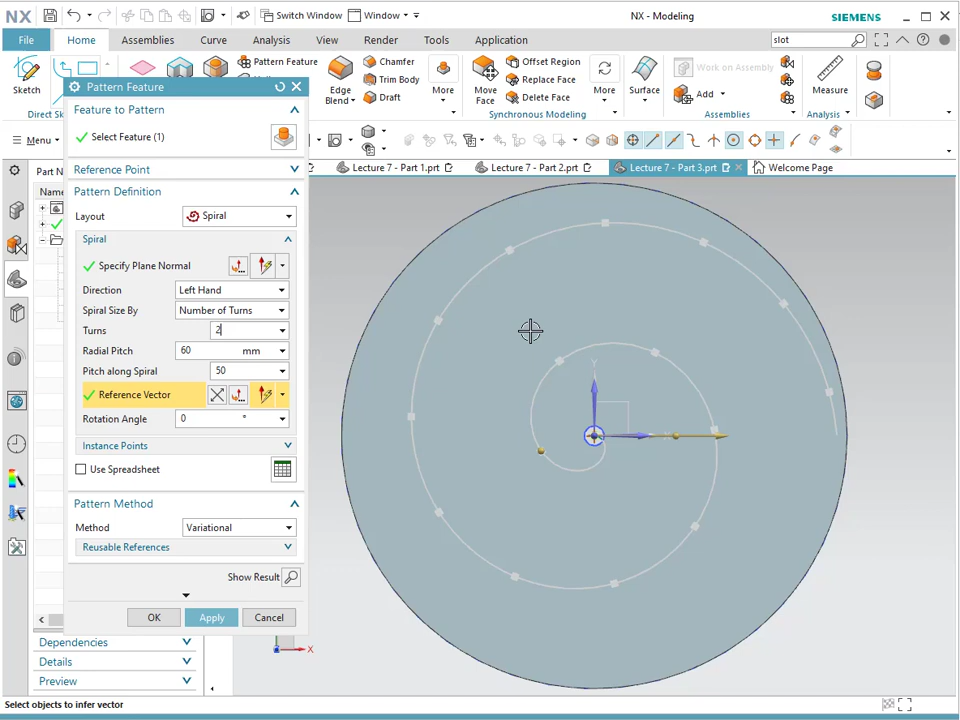 NX
Switch Window
Window
NX - Modeling
SIEMENS
File
Home
Assemblies
Curve
Analysis
View
Render
Tools
Application
slot
Sketch
Pattern Feature
Edge
Blend
Chamfer
Trim Body
Draft
More
Move
Face
Offset Region
Replace Face
Delete Face
More
Surface
Work on Assembly
Add
Measure
Direct Sk
Synchronous Modeling
Assemblies
Analysis
Menu
Lecture 7 - Part 1.prt
Lecture 7 - Part 2.prt
Lecture 7 - Part 3.prt
Welcome Page
Part N
Name
Pattern Feature
Feature to Pattern
Select Feature (1)
Reference Point
Pattern Definition
Layout
Spiral
Spiral
Specify Plane Normal
Direction
Left Hand
Spiral Size By
Number of Turns
Turns
2
Radial Pitch
60
mm
Pitch along Spiral
50
Reference Vector
Rotation Angle
0
°
Instance Points
Use Spreadsheet
Pattern Method
Method
Variational
Reusable References
Show Result
OK
Apply
Cancel
Y
X
X
Dependencies
Details
Preview
Select objects to infer vector